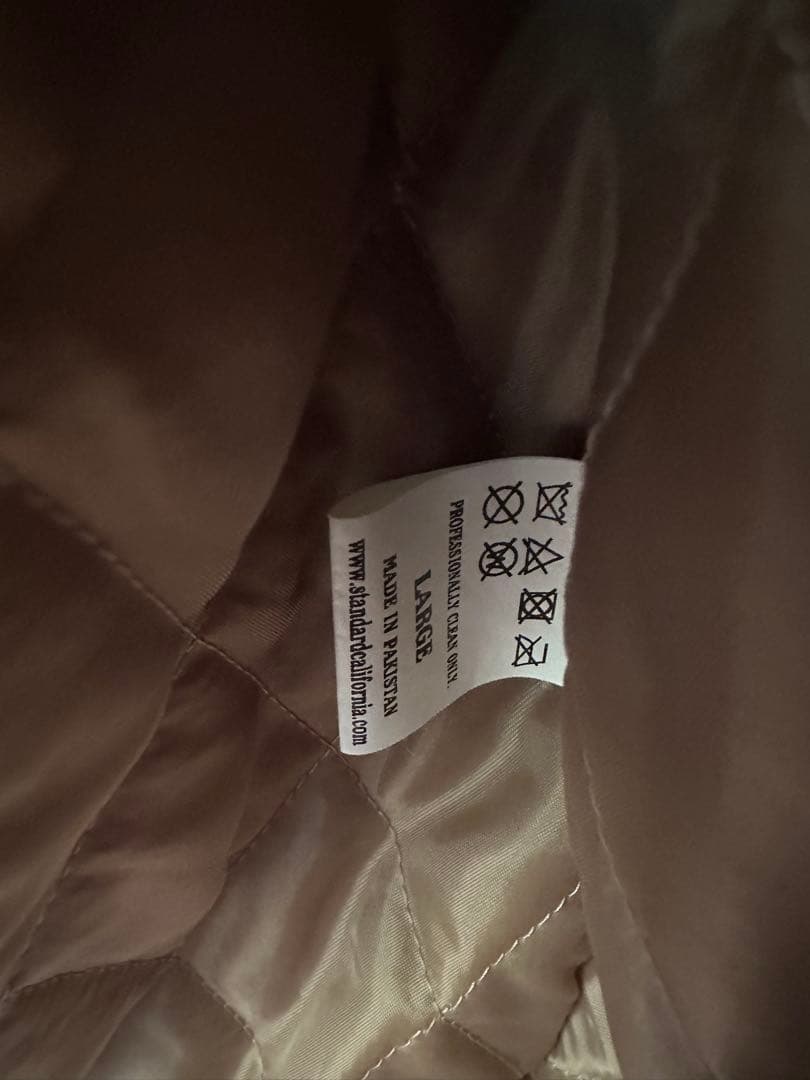 PROFESSIONALLY CLEAN ONLY.
LARGE
MADE IN PAKISTAN
www.standardcalifornia.com